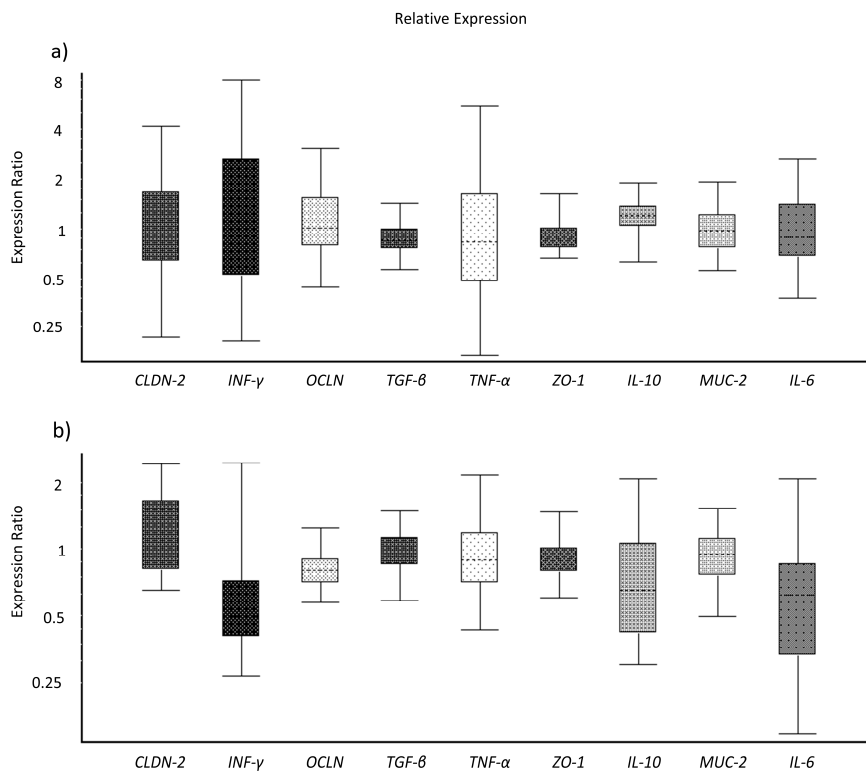 Relative Expression
a)
Expression Ratio
8
4
2
1
0.5
0.25
CLDN-2 INF-γ OCLN TGF-β TNF-α ZO-1 IL-10 MUC-2 IL-6
b)
Expression Ratio
2
1
0.5
0.25
CLDN-2 INF-γ OCLN TGF-β TNF-α ZO-1 IL-10 MUC-2 IL-6